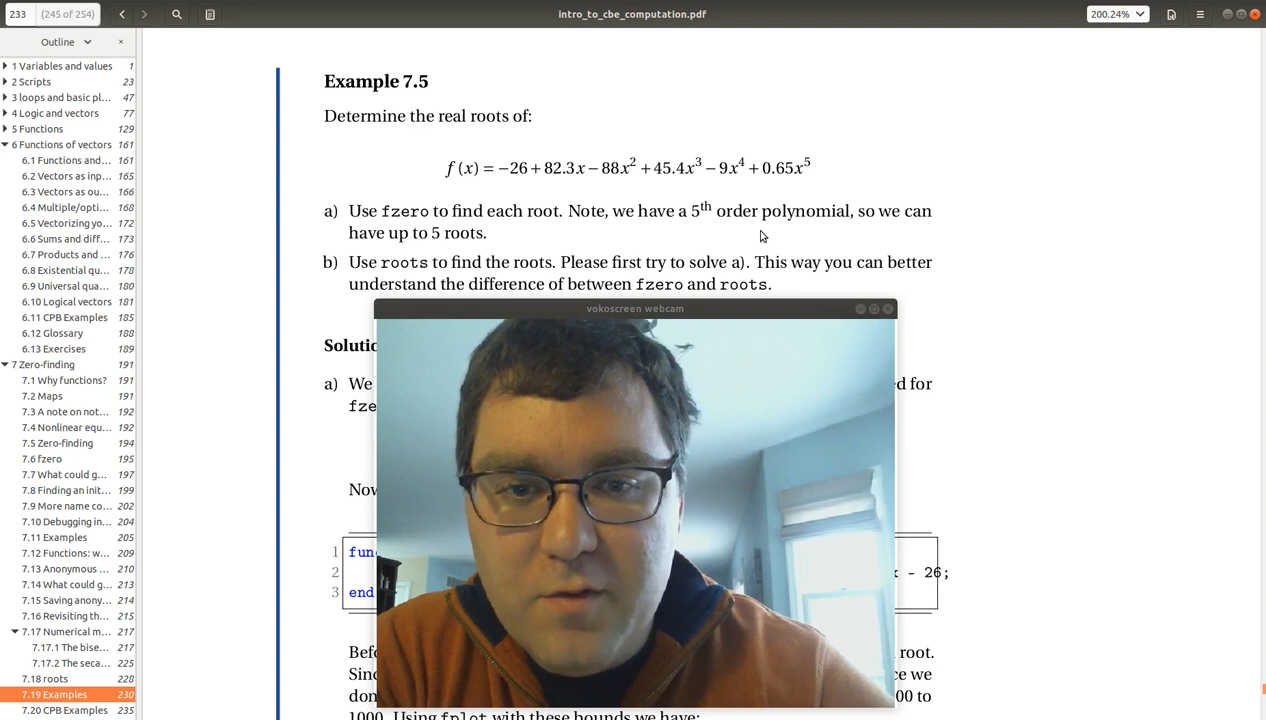 233 (245 of 254) intro_to_cbe_computation.pdf 200.24%
Outline
1 Variables and values 1
2 Scripts 23
3 loops and basic pl... 47
4 Logic and vectors 77
5 Functions 129
6 Functions of vectors 161
6.1 Functions and... 161
6.2 Vectors as inp... 165
6.3 Vectors as ou... 166
6.4 Multiple/opti... 168
6.5 Vectorizing yo... 172
6.6 Sums and diff... 173
6.7 Products and ... 176
6.8 Existential qu... 178
6.9 Universal qua... 180
6.10 Logical vectors 181
6.11 CPB Examples 185
6.12 Glossary 188
6.13 Exercises 189
7 Zero-finding 191
7.1 Why functions? 191
7.2 Maps 191
7.3 A note on not... 192
7.4 Nonlinear equ... 192
7.5 Zero-finding 194
7.6 fzero 195
7.7 What could g... 197
7.8 Finding an init... 199
7.9 More name co... 202
7.10 Debugging in... 204
7.11 Examples 205
7.12 Functions: w... 209
7.13 Anonymous ... 210
7.14 What could g... 213
7.15 Saving anony... 214
7.16 Revisiting th... 215
7.17 Numerical m... 217
7.17.1 The bise... 217
7.17.2 The seca... 225
7.18 roots 228
7.19 Examples 230
7.20 CPB Examples 235
Example 7.5
Determine the real roots of:
f (x) = −26 + 82.3x − 88x² + 45.4x³ − 9x⁴ + 0.65x⁵
a) Use fzero to find each root. Note, we have a 5ᵗʰ order polynomial, so we can
have up to 5 roots.
b) Use roots to find the roots. Please first try to solve a). This way you can better
understand the difference of between fzero and roots.
vokoscreen webcam
a) We
Now
1
2 - 26;
3 end
root.
1000. Using fplot with these bounds we have: